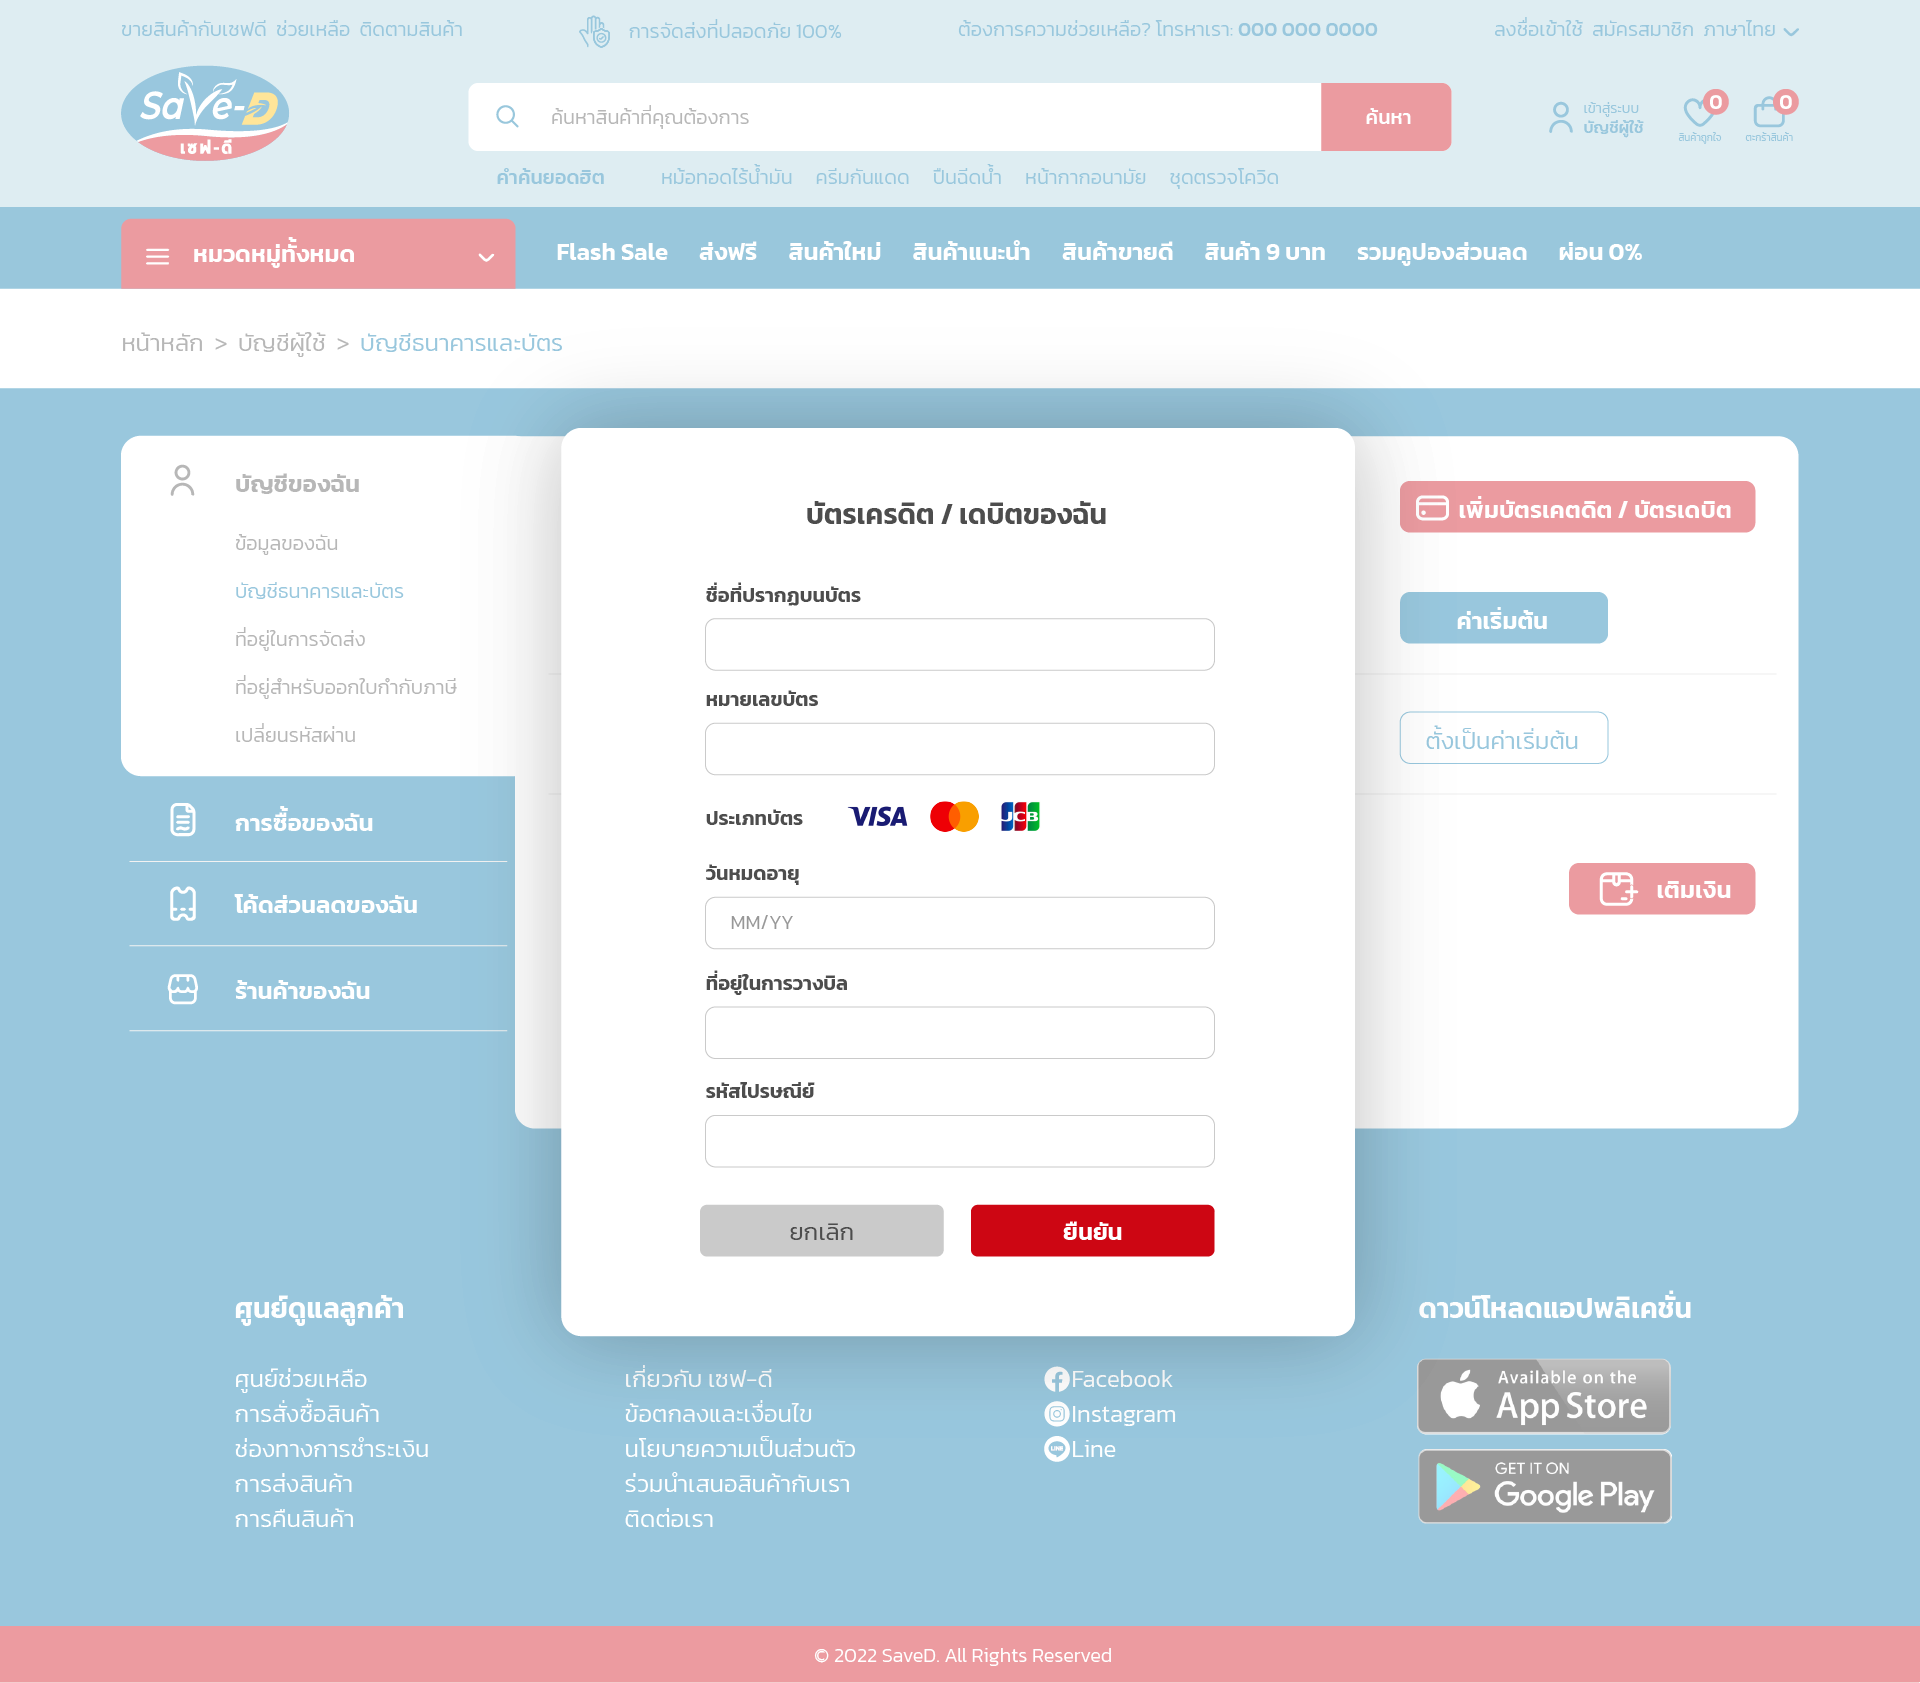 ขายสินค้ากับเซฟดี ช่วยเหลือ ติดตามสินค้า
การจัดส่งที่ปลอดภัย 100%
ต้องการความช่วยเหลือ? โทรหาเรา: 000 000 0000
ลงชื่อเข้าใช้ สมัครสมาชิก ภาษาไทย
SaVe-D
เซฟ-ดี
ค้นหาสินค้าที่คุณต้องการ
ค้นหา
เข้าสู่ระบบ
บัญชีผู้ใช้
0
สินค้าถูกใจ
0
ตะกร้าสินค้า
คำค้นยอดฮิต หม้อทอดไร้น้ำมัน ครีมกันแดด ปืนฉีดน้ำ หน้ากากอนามัย ชุดตรวจโควิด
หมวดหมู่ทั้งหมด
Flash Sale ส่งฟรี สินค้าใหม่ สินค้าแนะนำ สินค้าขายดี สินค้า 9 บาท รวมคูปองส่วนลด ผ่อน 0%
หน้าหลัก > บัญชีผู้ใช้ > บัญชีธนาคารและบัตร
บัญชีของฉัน
ข้อมูลของฉัน
บัญชีธนาคารและบัตร
ที่อยู่ในการจัดส่ง
ที่อยู่สำหรับออกใบกำกับภาษี
เปลี่ยนรหัสผ่าน
การซื้อของฉัน
โค้ดส่วนลดของฉัน
ร้านค้าของฉัน
บัตรเครดิต / เดบิตของฉัน
ชื่อที่ปรากฏบนบัตร
หมายเลขบัตร
ประเภทบัตร VISA JCB
วันหมดอายุ
MM/YY
ที่อยู่ในการวางบิล
รหัสไปรษณีย์
ยกเลิก
ยืนยัน
เพิ่มบัตรเคตดิต / บัตรเดบิต
ค่าเริ่มต้น
ตั้งเป็นค่าเริ่มต้น
เติมเงิน
ศูนย์ดูแลลูกค้า
ศูนย์ช่วยเหลือ
การสั่งซื้อสินค้า
ช่องทางการชำระเงิน
การส่งสินค้า
การคืนสินค้า
เกี่ยวกับ เซฟ-ดี
ข้อตกลงและเงื่อนไข
นโยบายความเป็นส่วนตัว
ร่วมนำเสนอสินค้ากับเรา
ติดต่อเรา
Facebook
Instagram
LINE Line
ดาวน์โหลดแอปพลิเคชั่น
Available on the
App Store
GET IT ON
Google Play
© 2022 SaveD. All Rights Reserved